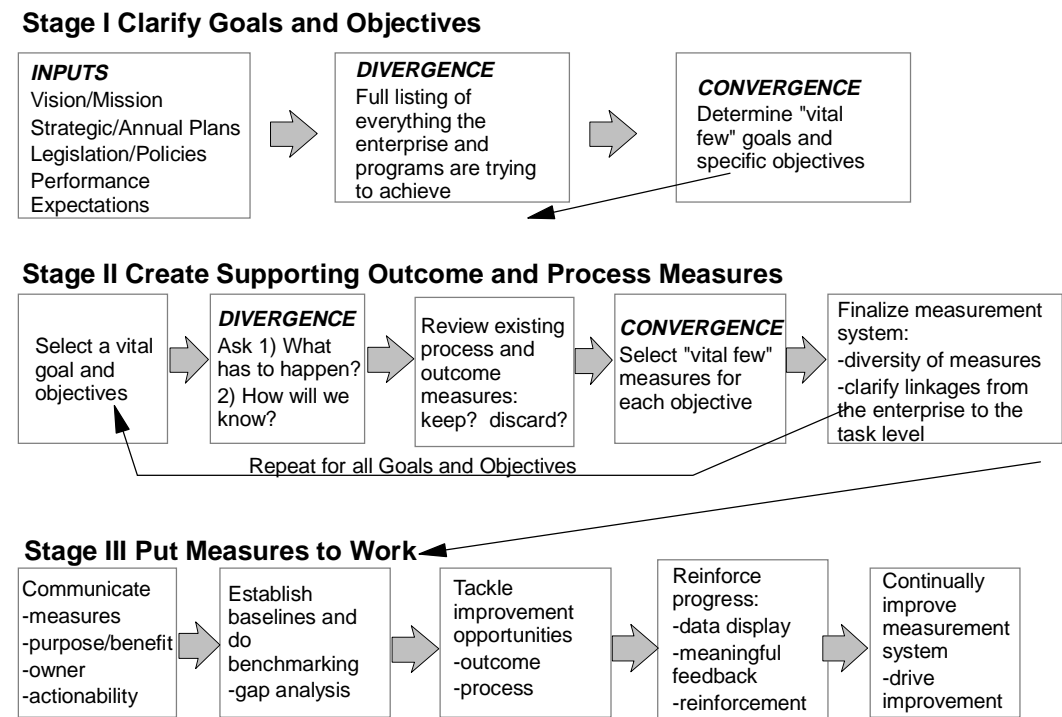 Stage I Clarify Goals and Objectives
INPUTS
Vision/Mission
Strategic/Annual Plans
Legislation/Policies
Performance
Expectations
DIVERGENCE
Full listing of
everything the
enterprise and
programs are trying
to achieve
CONVERGENCE
Determine "vital
few" goals and
specific objectives
Stage II Create Supporting Outcome and Process Measures
Select a vital
goal and
objectives
DIVERGENCE
Ask 1) What
has to happen?
2) How will we
know?
Review existing
process and
outcome
measures:
keep? discard?
CONVERGENCE
Select "vital few"
measures for
each objective
Finalize measurement
system:
-diversity of measures
-clarify linkages from
the enterprise to the
task level
Repeat for all Goals and Objectives
Stage III Put Measures to Work
Communicate
-measures
-purpose/benefit
-owner
-actionability
Establish
baselines and
do
benchmarking
-gap analysis
Tackle
improvement
opportunities
-outcome
-process
Reinforce
progress:
-data display
-meaningful
feedback
-reinforcement
Continually
improve
measurement
system
-drive
improvement